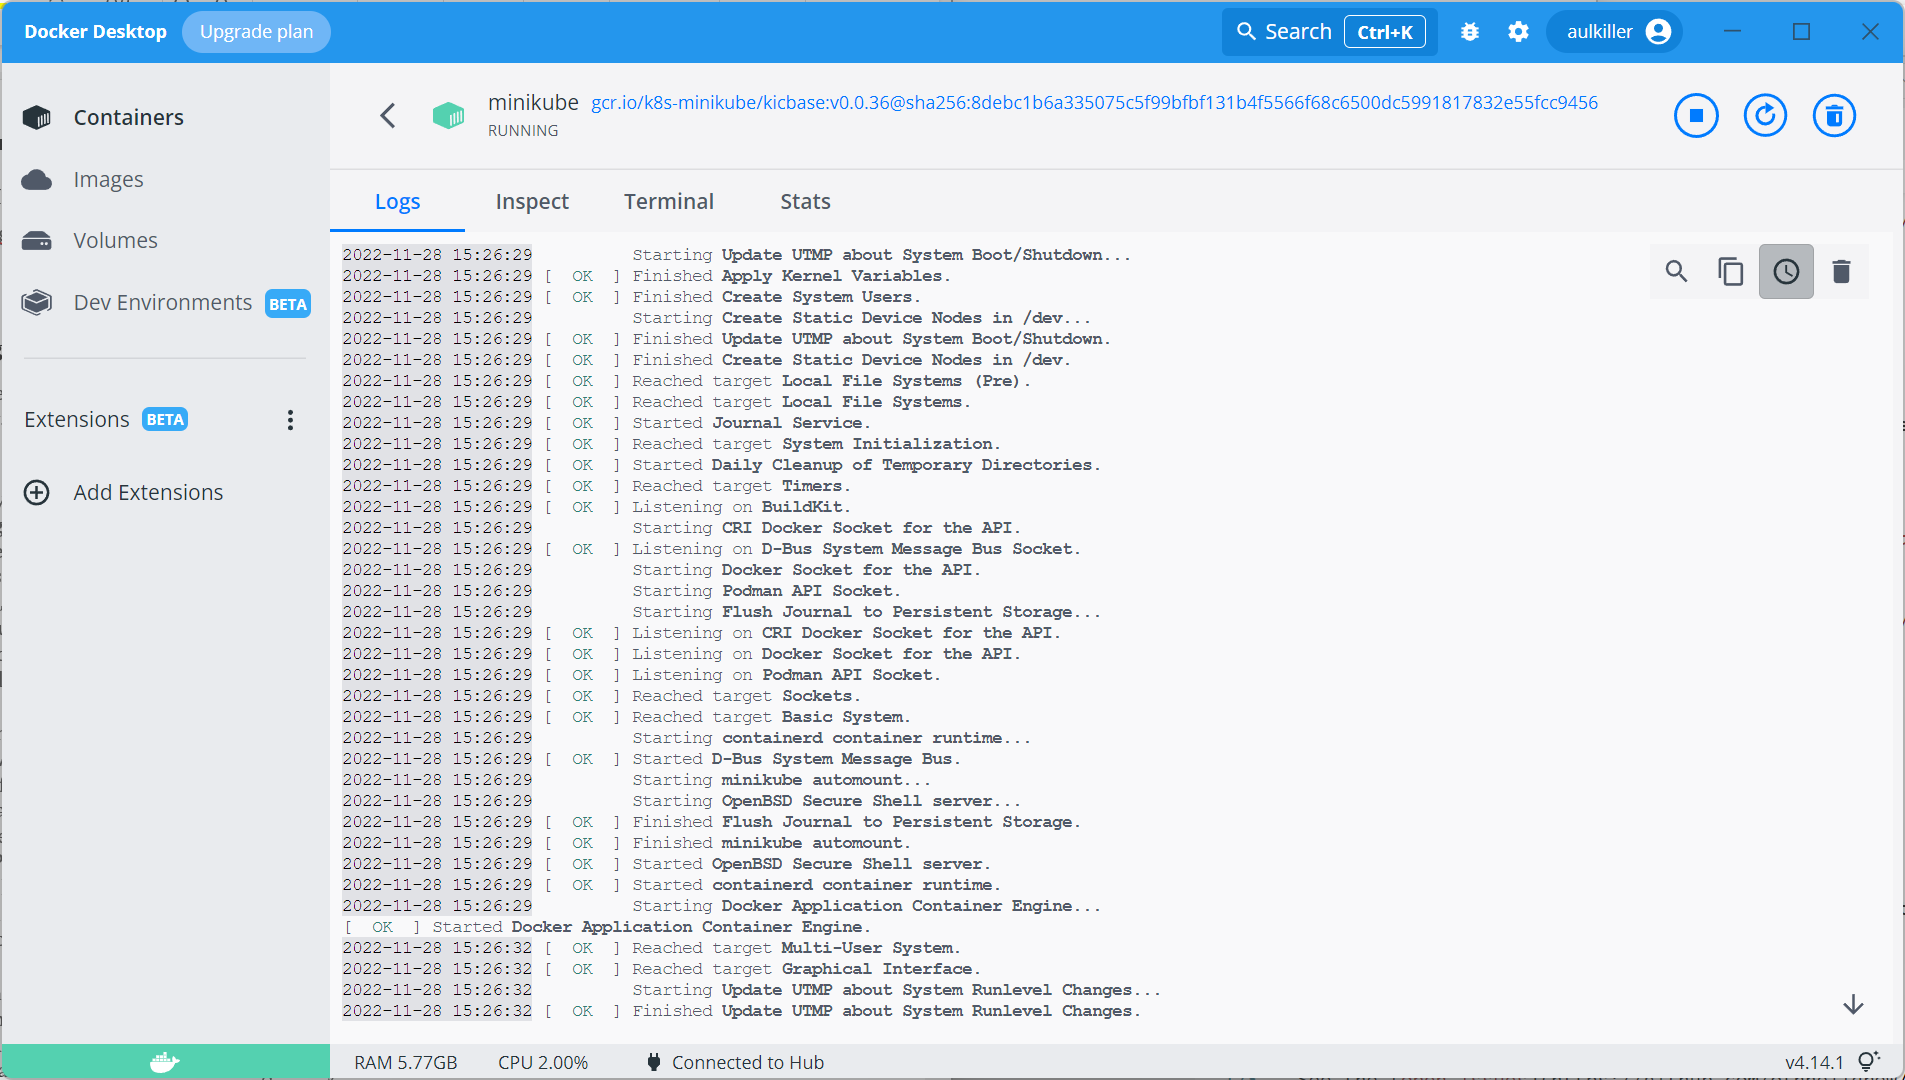 Docker Desktop Upgrade plan Search Ctrl+K aulkiller
Containers
Images
Volumes
Dev Environments BETA
Extensions BETA
Add Extensions
minikube gcr.io/k8s-minikube/kicbase:v0.0.36@sha256:8debc1b6a335075c5f99bfbf131b4f5566f68c6500dc5991817832e55fcc9456
RUNNING
Logs Inspect Terminal Stats
2022-11-28 15:26:29 Starting Update UTMP about System Boot/Shutdown...
2022-11-28 15:26:29 [ OK ] Finished Apply Kernel Variables.
2022-11-28 15:26:29 [ OK ] Finished Create System Users.
2022-11-28 15:26:29 Starting Create Static Device Nodes in /dev...
2022-11-28 15:26:29 [ OK ] Finished Update UTMP about System Boot/Shutdown.
2022-11-28 15:26:29 [ OK ] Finished Create Static Device Nodes in /dev.
2022-11-28 15:26:29 [ OK ] Reached target Local File Systems (Pre).
2022-11-28 15:26:29 [ OK ] Reached target Local File Systems.
2022-11-28 15:26:29 [ OK ] Started Journal Service.
2022-11-28 15:26:29 [ OK ] Reached target System Initialization.
2022-11-28 15:26:29 [ OK ] Started Daily Cleanup of Temporary Directories.
2022-11-28 15:26:29 [ OK ] Reached target Timers.
2022-11-28 15:26:29 [ OK ] Listening on BuildKit.
2022-11-28 15:26:29 Starting CRI Docker Socket for the API.
2022-11-28 15:26:29 [ OK ] Listening on D-Bus System Message Bus Socket.
2022-11-28 15:26:29 Starting Docker Socket for the API.
2022-11-28 15:26:29 Starting Podman API Socket.
2022-11-28 15:26:29 Starting Flush Journal to Persistent Storage...
2022-11-28 15:26:29 [ OK ] Listening on CRI Docker Socket for the API.
2022-11-28 15:26:29 [ OK ] Listening on Docker Socket for the API.
2022-11-28 15:26:29 [ OK ] Listening on Podman API Socket.
2022-11-28 15:26:29 [ OK ] Reached target Sockets.
2022-11-28 15:26:29 [ OK ] Reached target Basic System.
2022-11-28 15:26:29 Starting containerd container runtime...
2022-11-28 15:26:29 [ OK ] Started D-Bus System Message Bus.
2022-11-28 15:26:29 Starting minikube automount...
2022-11-28 15:26:29 Starting OpenBSD Secure Shell server...
2022-11-28 15:26:29 [ OK ] Finished Flush Journal to Persistent Storage.
2022-11-28 15:26:29 [ OK ] Finished minikube automount.
2022-11-28 15:26:29 [ OK ] Started OpenBSD Secure Shell server.
2022-11-28 15:26:29 [ OK ] Started containerd container runtime.
2022-11-28 15:26:29 Starting Docker Application Container Engine...
[ OK ] Started Docker Application Container Engine.
2022-11-28 15:26:32 [ OK ] Reached target Multi-User System.
2022-11-28 15:26:32 [ OK ] Reached target Graphical Interface.
2022-11-28 15:26:32 Starting Update UTMP about System Runlevel Changes...
2022-11-28 15:26:32 [ OK ] Finished Update UTMP about System Runlevel Changes.
RAM 5.77GB CPU 2.00% Connected to Hub v4.14.1